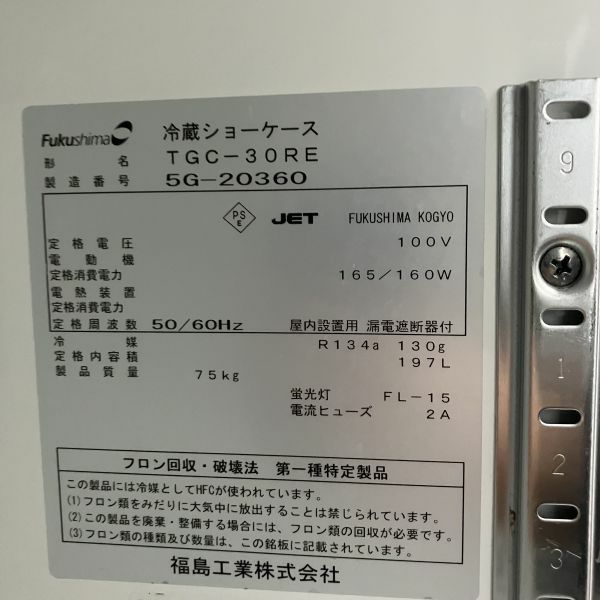 Fukushima 冷蔵ショーケース
形名 TGC-30RE
製造番号 5G-20360
PS E JET FUKUSHIMA KOGYO
定格電圧 100V
電動機
定格消費電力 165/160W
電熱装置
定格消費電力
定格周波数 50/60Hz 屋内設置用 漏電遮断器付
冷媒 R134a 130g
定格内容積 197L
製品質量 75kg
蛍光灯 FL-15
電流ヒューズ 2A
フロン回収・破壊法 第一種特定製品
この製品には冷媒としてHFCが使われています。
(1)フロン類をみだりに大気中に放出することは禁じられています。
(2)この製品を廃棄・整備する場合には、フロン類の回収が必要です。
(3)フロン類の種類及び数量は、この銘板に記載されています。
福島工業株式会社
9
1
2
3